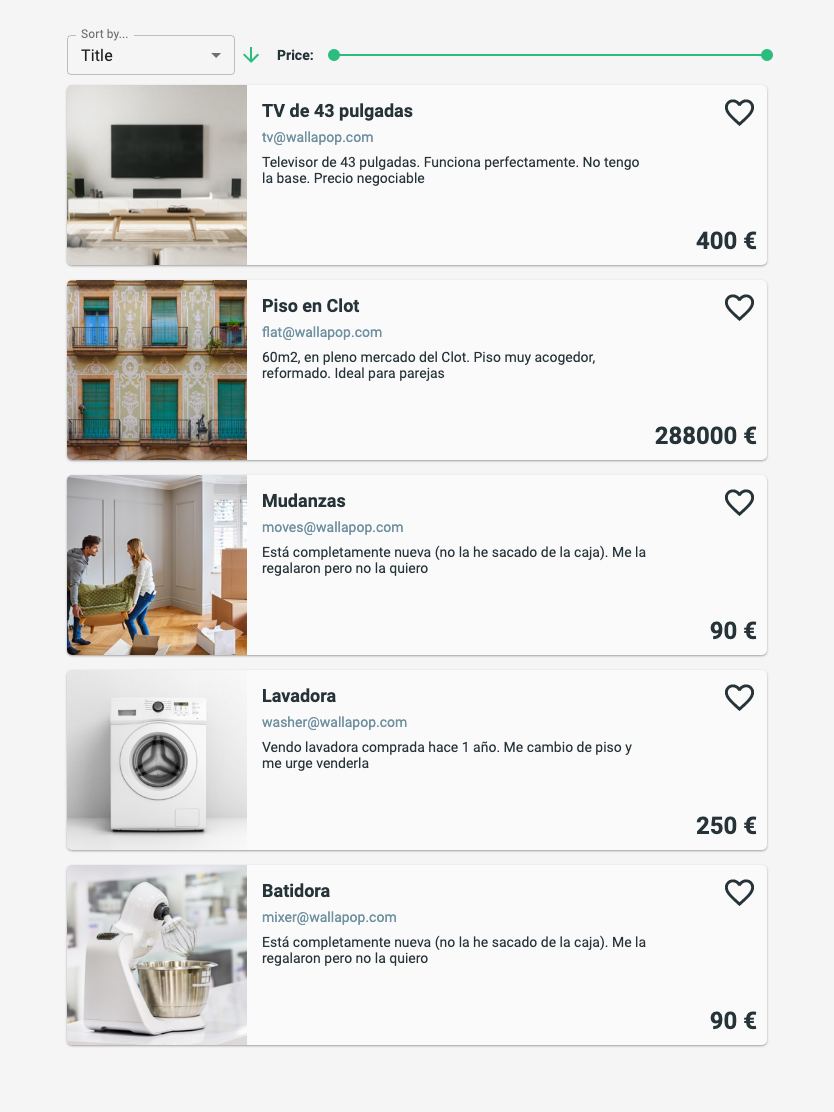 Sort by...
Title
Price:
TV de 43 pulgadas
tv@wallapop.com
Televisor de 43 pulgadas. Funciona perfectamente. No tengo
la base. Precio negociable
400 €
Piso en Clot
flat@wallapop.com
60m2, en pleno mercado del Clot. Piso muy acogedor,
reformado. Ideal para parejas
288000 €
Mudanzas
moves@wallapop.com
Está completamente nueva (no la he sacado de la caja). Me la
regalaron pero no la quiero
90 €
Lavadora
washer@wallapop.com
Vendo lavadora comprada hace 1 año. Me cambio de piso y
me urge venderla
250 €
Batidora
mixer@wallapop.com
Está completamente nueva (no la he sacado de la caja). Me la
regalaron pero no la quiero
90 €